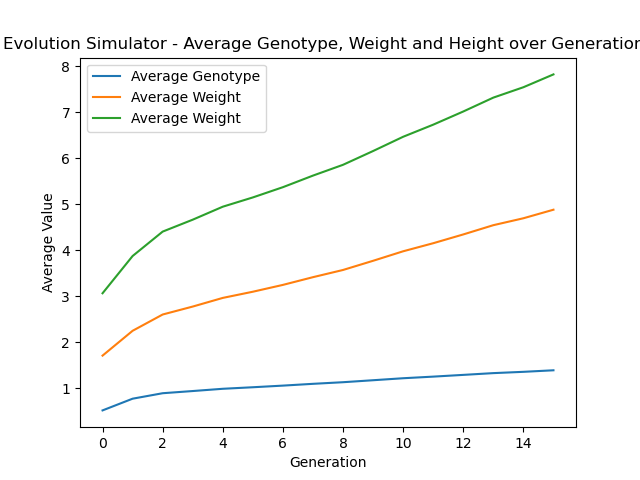 Evolution Simulator - Average Genotype, Weight and Height over Generation
Average Genotype
Average Weight
Average Weight
8
7
6
5
4
3
2
1
Average Value
0 2 4 6 8 10 12 14
Generation